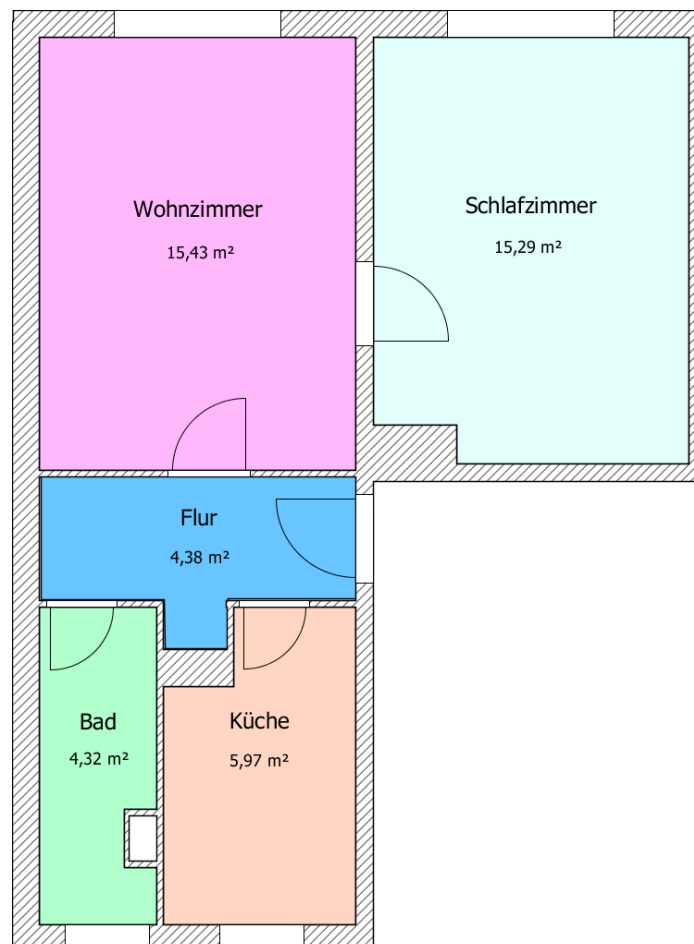 Wohnzimmer
15,43 m²
Schlafzimmer
15,29 m²
Flur
4,38 m²
Bad
4,32 m²
Küche
5,97 m²